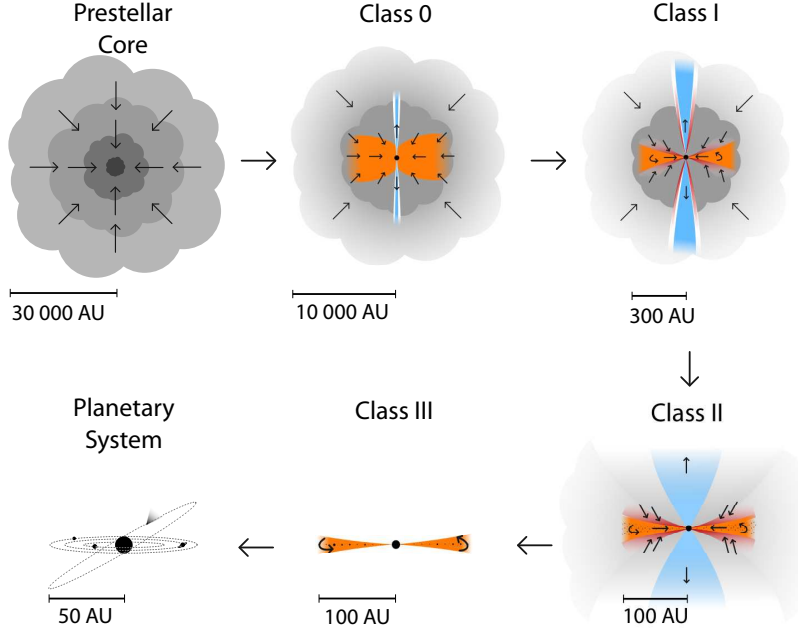 Prestellar
Core
Class 0
Class I
30 000 AU
10 000 AU
300 AU
Planetary
System
Class III
Class II
50 AU
100 AU
100 AU